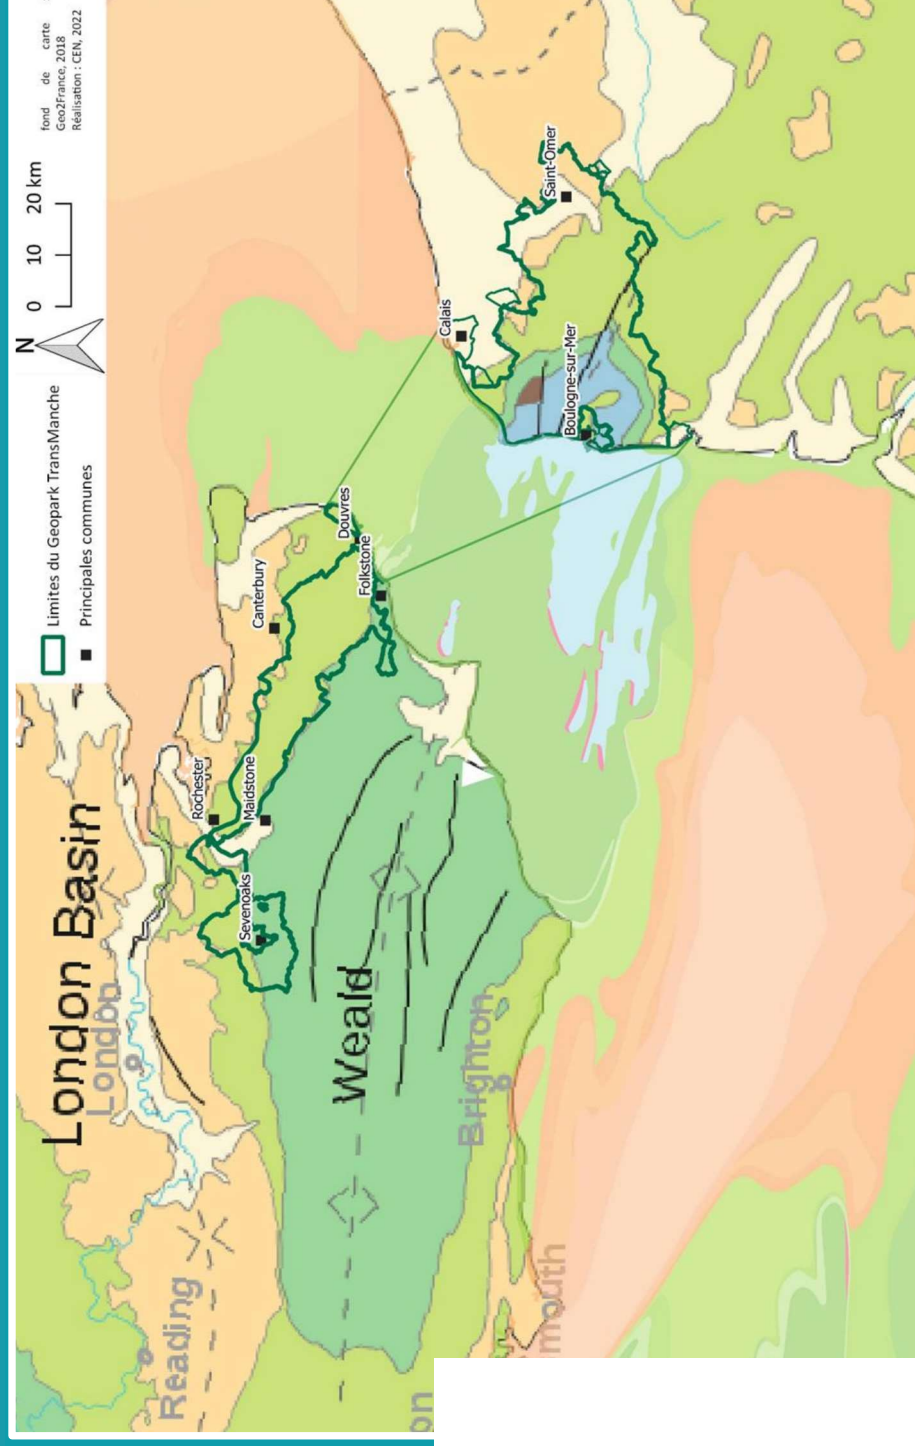 London Basin
London
Reading
Weald
Brighton
mouth
on
Sevenoaks
Maidstone
Rochester
Canterbury
Folkstone
Douvres
Calais
Boulogne-sur-Mer
Saint-Omer
Limites du Geopark TransManche
Principales communes
N
0 10 20 km
fond de carte
Geo2France, 2018
Réalisation : CEN, 2022